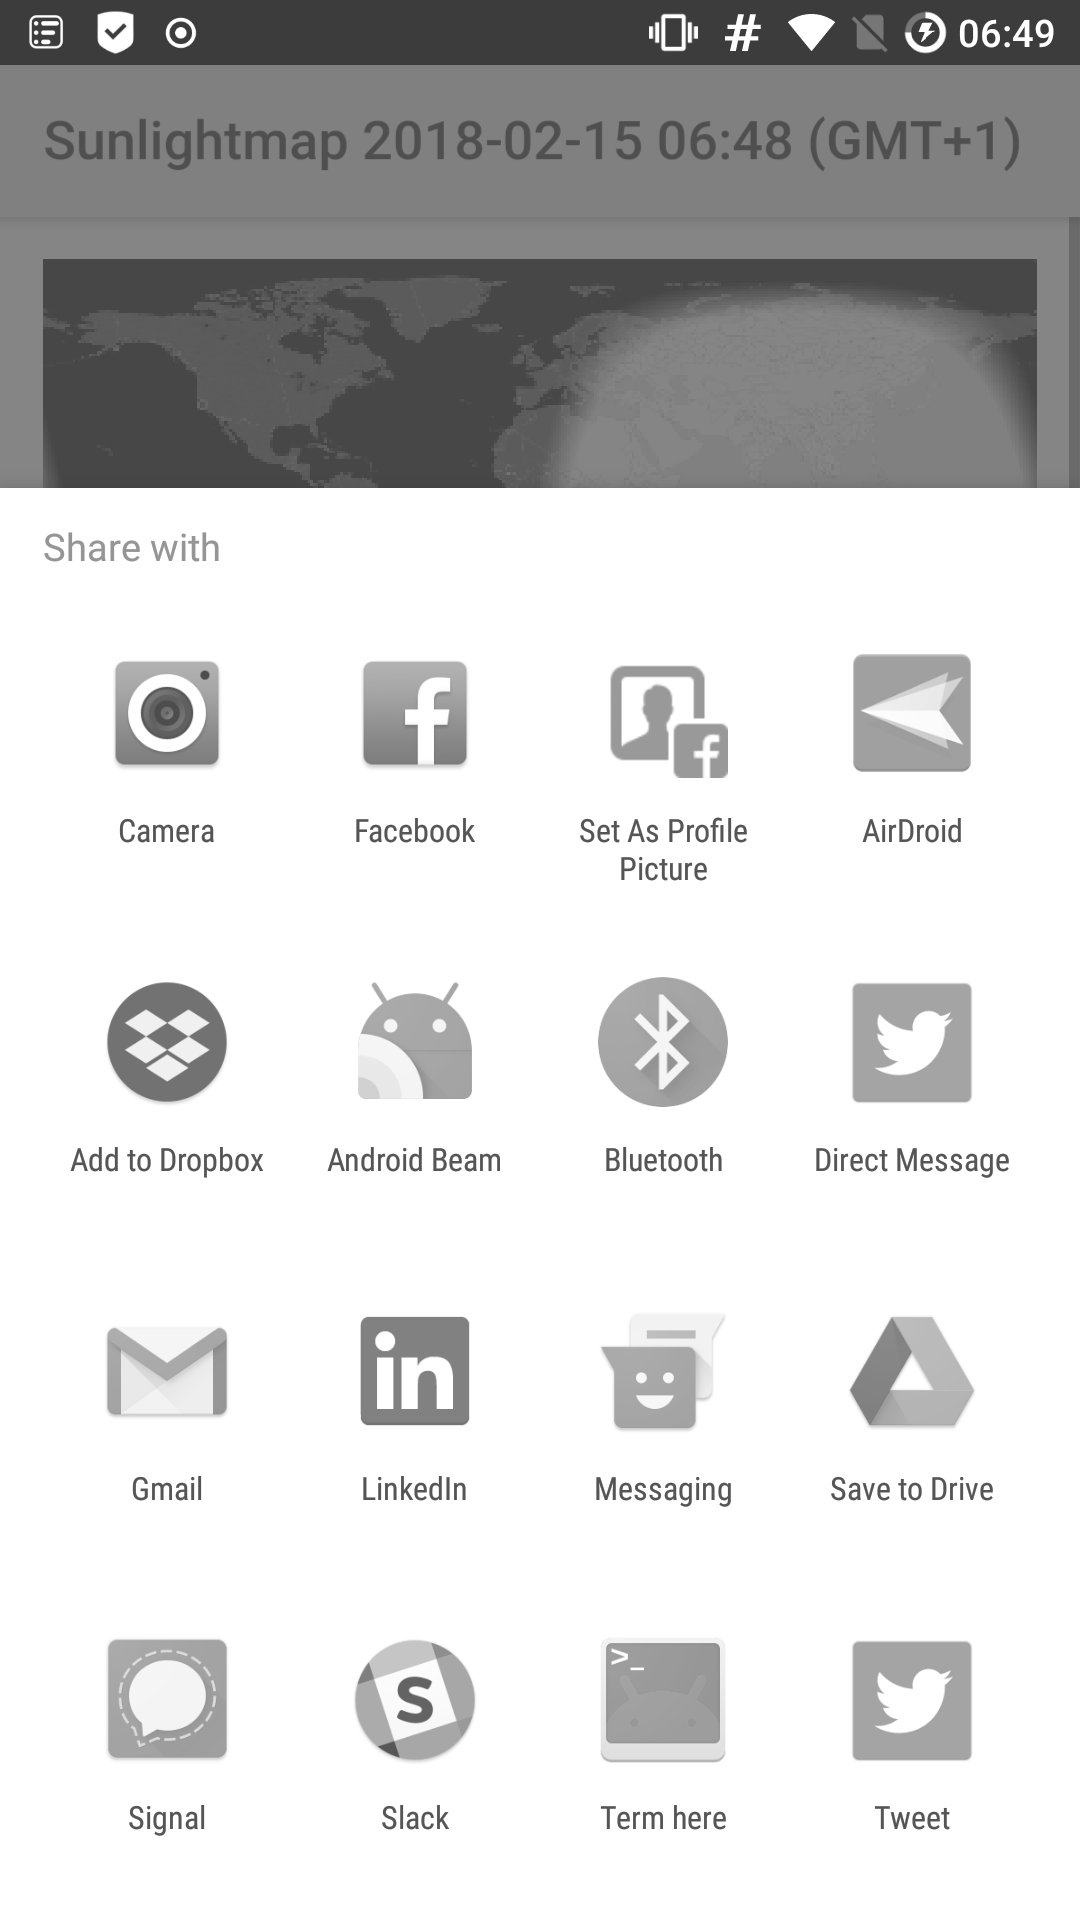 # 06:49
Sunlightmap 2018-02-15 06:48 (GMT+1)
Share with
Camera
Facebook
Set As Profile
Picture
AirDroid
Add to Dropbox
Android Beam
Bluetooth
Direct Message
in
Gmail
LinkedIn
Messaging
Save to Drive
S
>_
Signal
Slack
Term here
Tweet